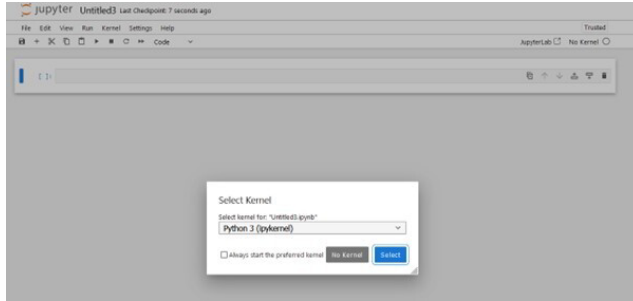 jupyter Untitled3 Last Checkpoint: 7 seconds ago
File Edit View Run Kernel Settings Help Trusted
Code JupyterLab No Kernel
[ ]:
Select Kernel
Select kernel for: "Untitled3.ipynb"
Python 3 (ipykernel)
Always start the preferred kernel No Kernel Select